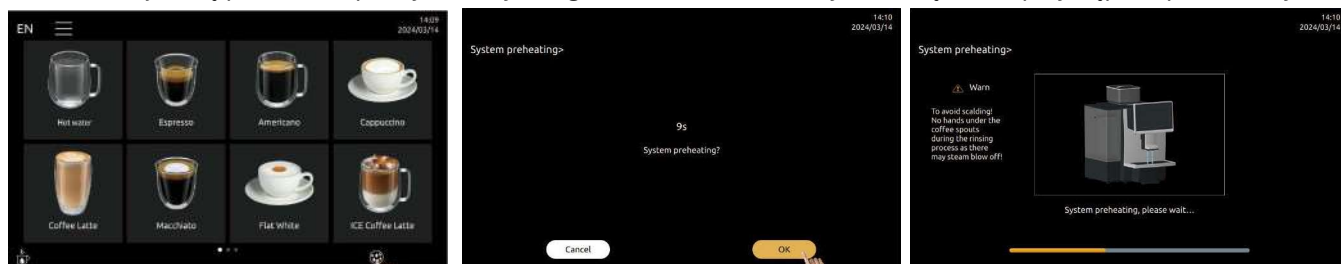 EN
14:09
2024/03/14
Hot water
Espresso
Americano
Cappuccino
Coffee Latte
Macchiato
Flat White
ICE Coffee Latte
14:10
2024/03/14
System preheating>
9s
System preheating?
Cancel
OK
14:10
2024/03/14
System preheating>
Warn
To avoid scalding!
No hands under the
coffee spouts
during the rinsing
process as there
may steam blow off!
System preheating, please wait...